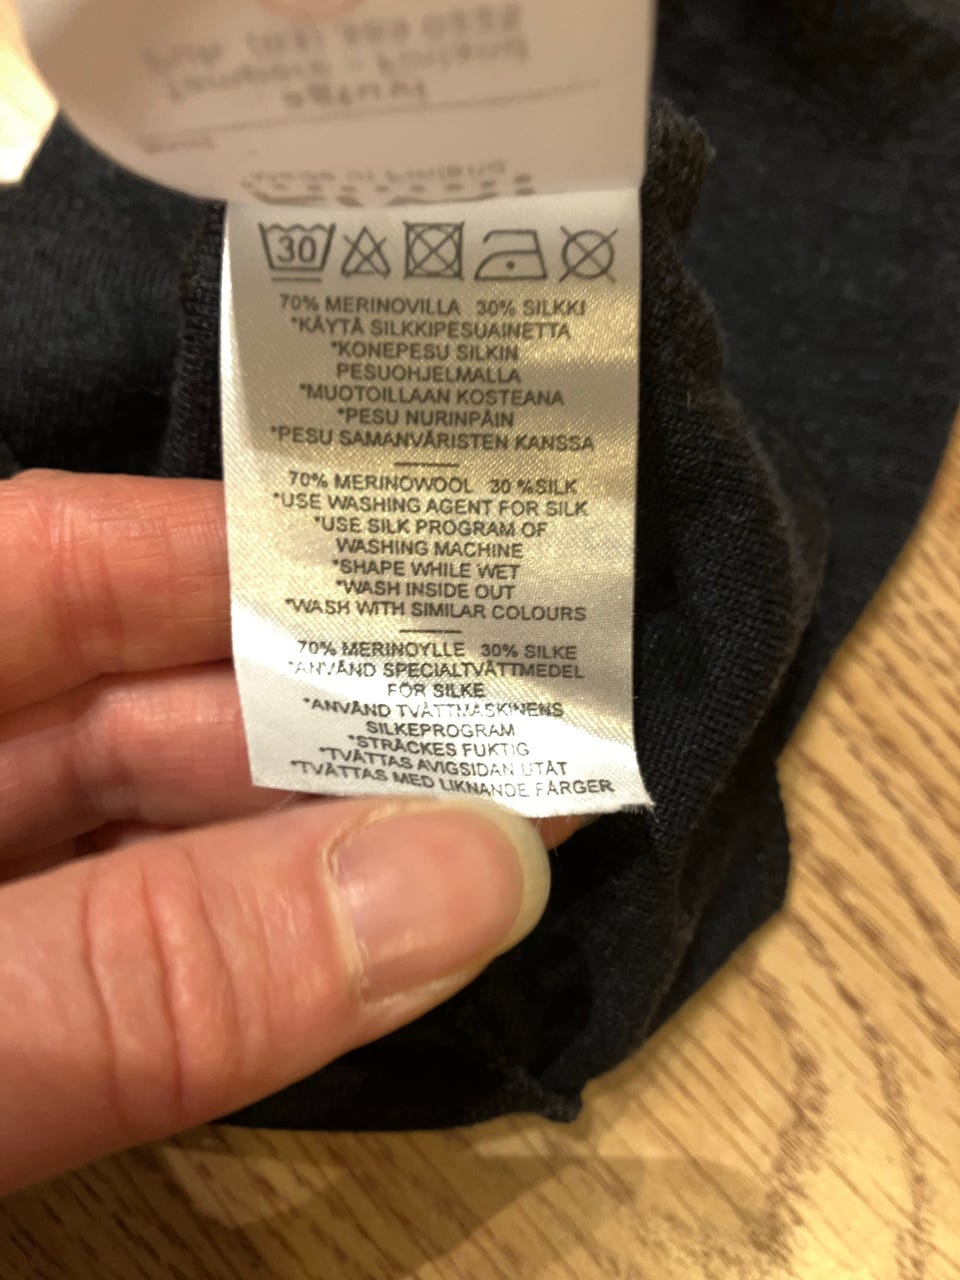 Made in Finland
30
70% MERINOVILLA 30% SILKKI
*KÄYTÄ SILKKIPESUAINETTA
*KONEPESU SILKIN
PESUOHJELMALLA
*MUOTOILLAAN KOSTEANA
*PESU NURINPÄIN
*PESU SAMANVÄRISTEN KANSSA
70% MERINOWOOL 30 %SILK
*USE WASHING AGENT FOR SILK
*USE SILK PROGRAM OF
WASHING MACHINE
*SHAPE WHILE WET
*WASH INSIDE OUT
*WASH WITH SIMILAR COLOURS
70% MERINOYLLE 30% SILKE
*ANVÄND SPECIALTVÄTTMEDEL
FÖR SILKE
*ANVÄND TVÄTTMASKINENS
SILKEPROGRAM
*STRÄCKES FUKTIG
*TVÄTTAS AVIGSIDAN UTÅT
*TVÄTTAS MED LIKNANDE FÄRGER